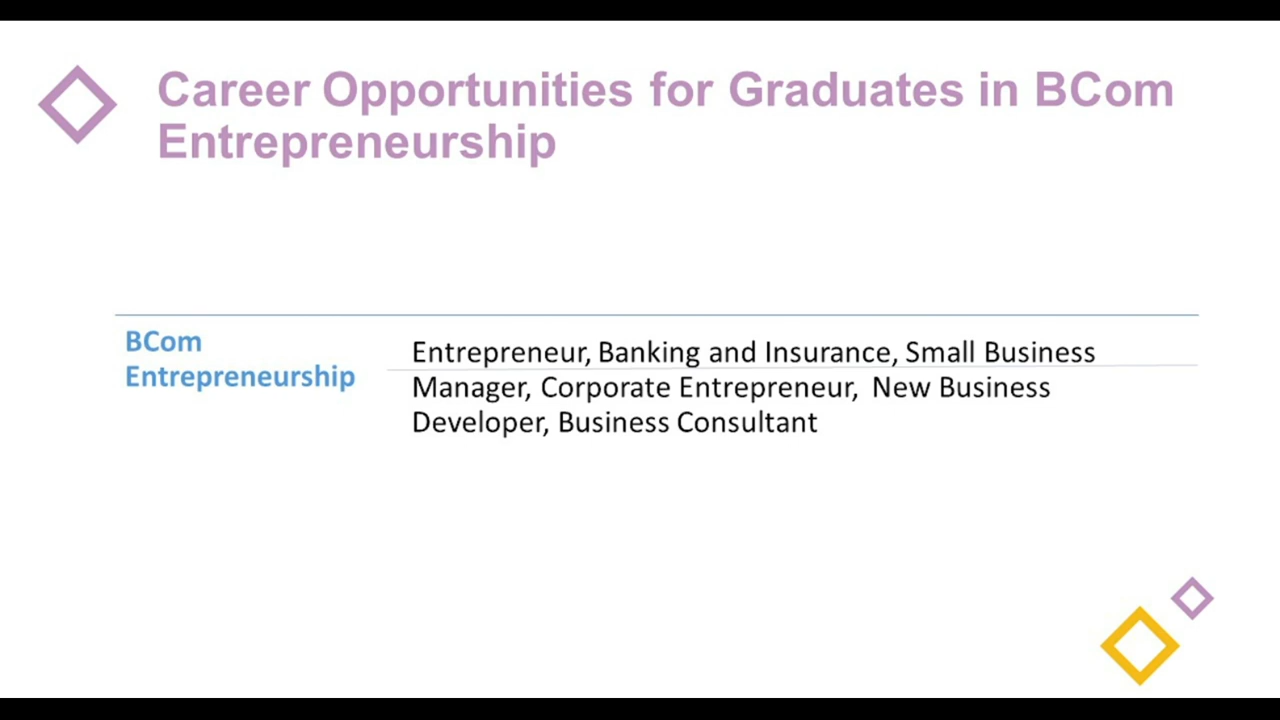 Career Opportunities for Graduates in BCom
Entrepreneurship
BCom
Entrepreneurship
Entrepreneur, Banking and Insurance, Small Business
Manager, Corporate Entrepreneur, New Business
Developer, Business Consultant